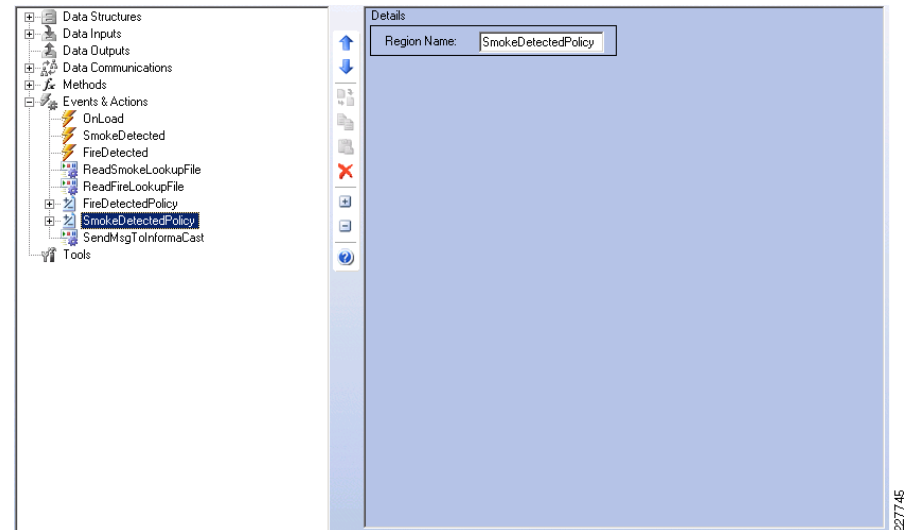 Data Structures
Data Inputs
Data Outputs
Data Communications
Methods
Events & Actions
OnLoad
SmokeDetected
FireDetected
ReadSmokeLookupFile
ReadFireLookupFile
FireDetectedPolicy
SmokeDetectedPolicy
SendMsgToInformaCast
Tools
Details
Region Name: SmokeDetectedPolicy
227745